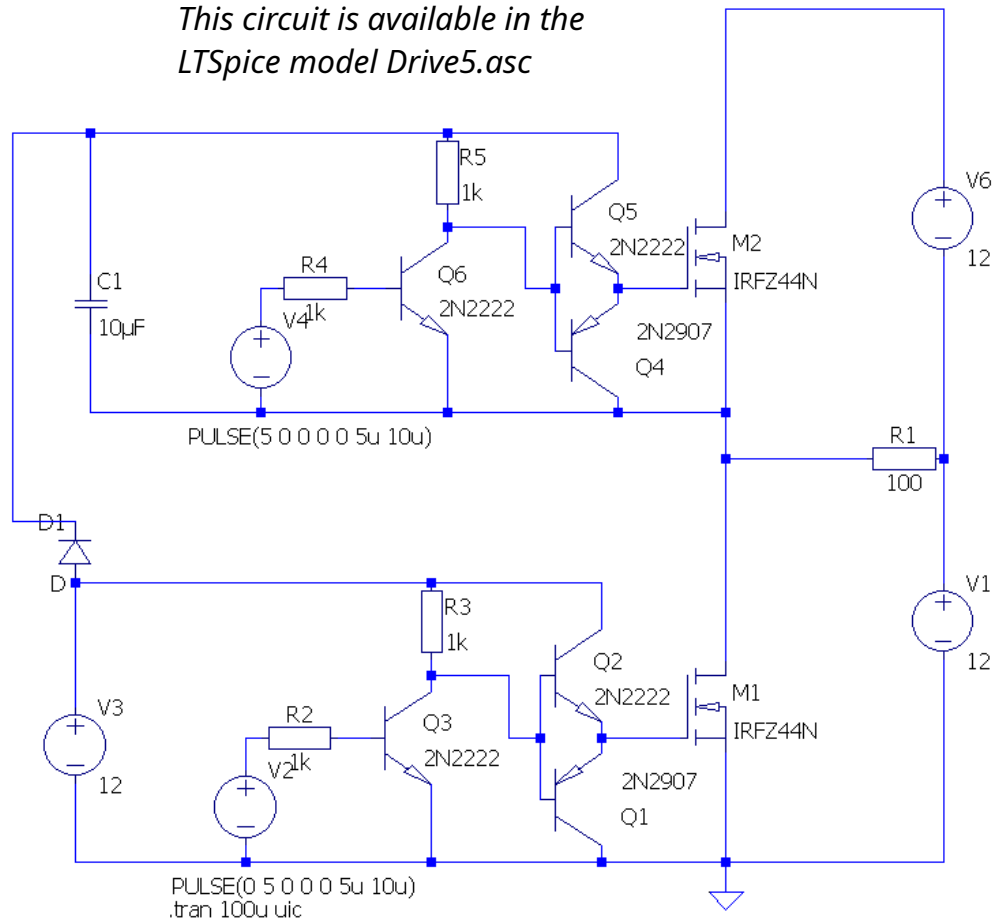 This circuit is available in the
LTSpice model Drive5.asc
R5
1k
V6
12
Q5
2N2222
M2
IRFZ44N
C1
10µF
R4
1k
Q6
2N2222
V4
2N2907
Q4
PULSE(5 0 0 0 0 5u 10u)
R1
100
D1
D
R3
1k
V1
12
Q2
2N2222
M1
IRFZ44N
V3
12
R2
1k
Q3
2N2222
V2
2N2907
Q1
PULSE(0 5 0 0 0 5u 10u)
.tran 100u uic